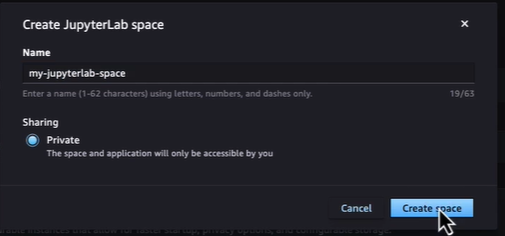 Create JupyterLab space
Name
my-jupyterlab-space
Enter a name (1-62 characters) using letters, numbers, and dashes only. 19/63
Sharing
Private
The space and application will only be accessible by you
Cancel Create space